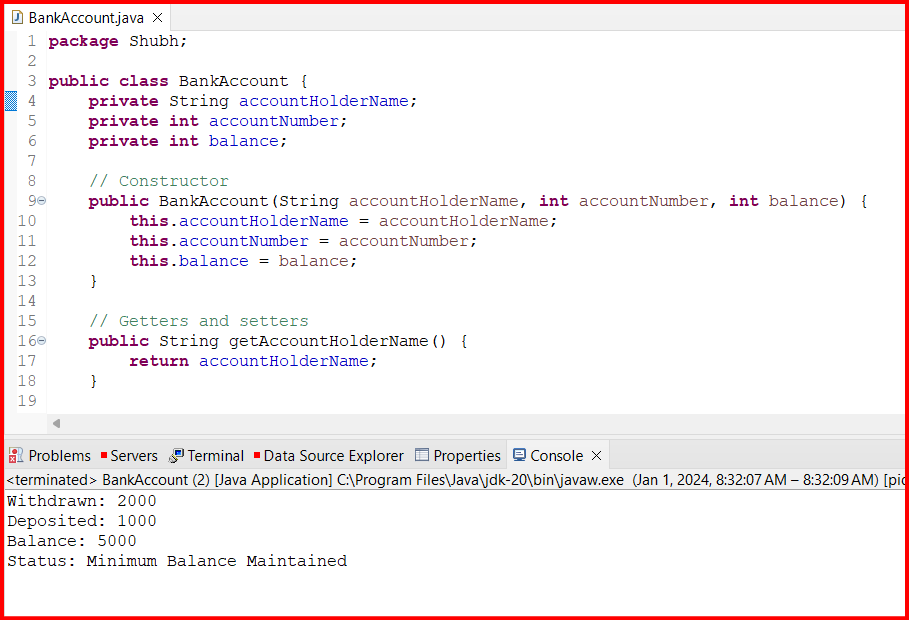 BankAccount.java
1 package Shubh;
2
3 public class BankAccount {
4     private String accountHolderName;
5     private int accountNumber;
6     private int balance;
7
8     // Constructor
9     public BankAccount(String accountHolderName, int accountNumber, int balance) {
10         this.accountHolderName = accountHolderName;
11         this.accountNumber = accountNumber;
12         this.balance = balance;
13     }
14
15     // Getters and setters
16     public String getAccountHolderName() {
17         return accountHolderName;
18     }
19
Problems Servers Terminal Data Source Explorer Properties Console
<terminated> BankAccount (2) [Java Application] C:\Program Files\Java\jdk-20\bin\javaw.exe (Jan 1, 2024, 8:32:07 AM – 8:32:09 AM) [pid
Withdrawn: 2000
Deposited: 1000
Balance: 5000
Status: Minimum Balance Maintained